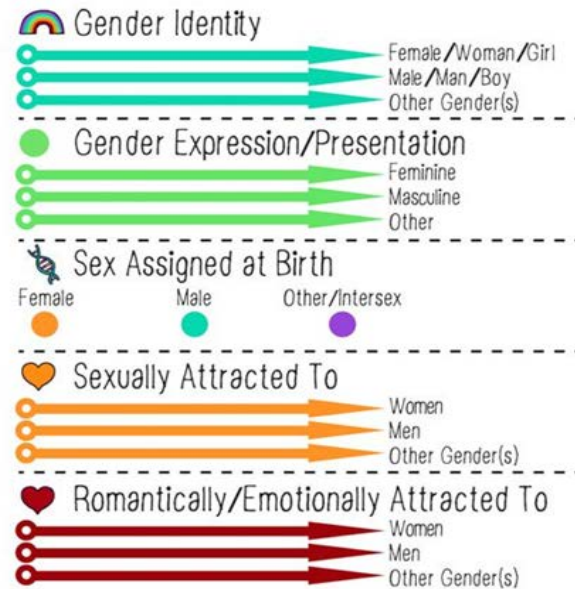 Gender Identity
Female/Woman/Girl
Male/Man/Boy
Other Gender(s)
Gender Expression/Presentation
Feminine
Masculine
Other
Sex Assigned at Birth
Female Male Other/Intersex
Sexually Attracted To
Women
Men
Other Gender(s)
Romantically/Emotionally Attracted To
Women
Men
Other Gender(s)